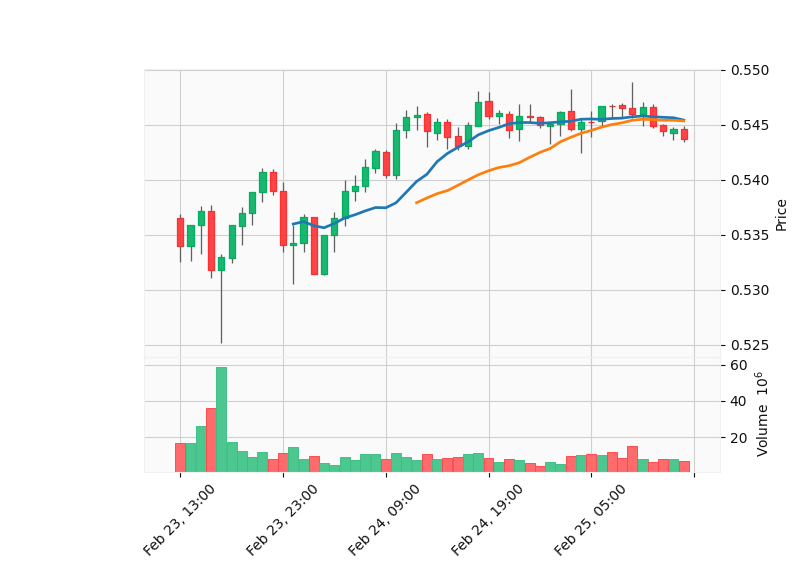 0.550
0.545
0.540
0.535
0.530
0.525
Price
60
40
20
Volume 10^6
Feb 23, 13:00
Feb 23, 23:00
Feb 24, 09:00
Feb 24, 19:00
Feb 25, 05:00